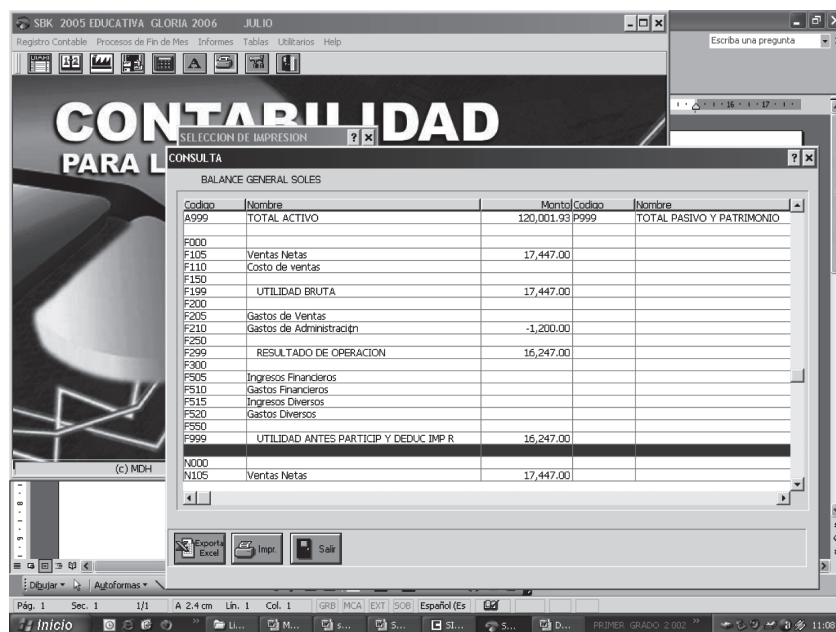 SBK 2005 EDUCATIVA GLORIA 2006 JULIO
Registro Contable Procesos de Fin de Mes Informes Tablas Utilitarios Help
Escriba una pregunta
16 17
CONTABILIDAD
PARA L
SELECCION DE IMPRESION
CONSULTA
BALANCE GENERAL SOLES
Codigo Nombre Monto Codigo Nombre
A999 TOTAL ACTIVO 120,001.93 P999 TOTAL PASIVO Y PATRIMONIO
F000
F105 Ventas Netas 17,447.00
F110 Costo de ventas
F150
F199 UTILIDAD BRUTA 17,447.00
F200
F205 Gastos de Ventas
F210 Gastos de Administraci¢n -1,200.00
F250
F299 RESULTADO DE OPERACION 16,247.00
F300
F505 Ingresos Financieros
F510 Gastos Financieros
F515 Ingresos Diversos
F520 Gastos Diversos
F550
F999 UTILIDAD ANTES PARTICIP Y DEDUC IMP R 16,247.00
N000
N105 Ventas Netas 17,447.00
(c) MDH
Exporta Excel Impr. Salir
Dibujar Autoformas
Pág. 1 Sec. 1 1/1 A 2.4 cm Lín. 1 Col. 1 GRB MCA EXT SOB Español (Es
Inicio Li... M... s... S... SI... S... D... PRIMER GRADO 2 002 11:08